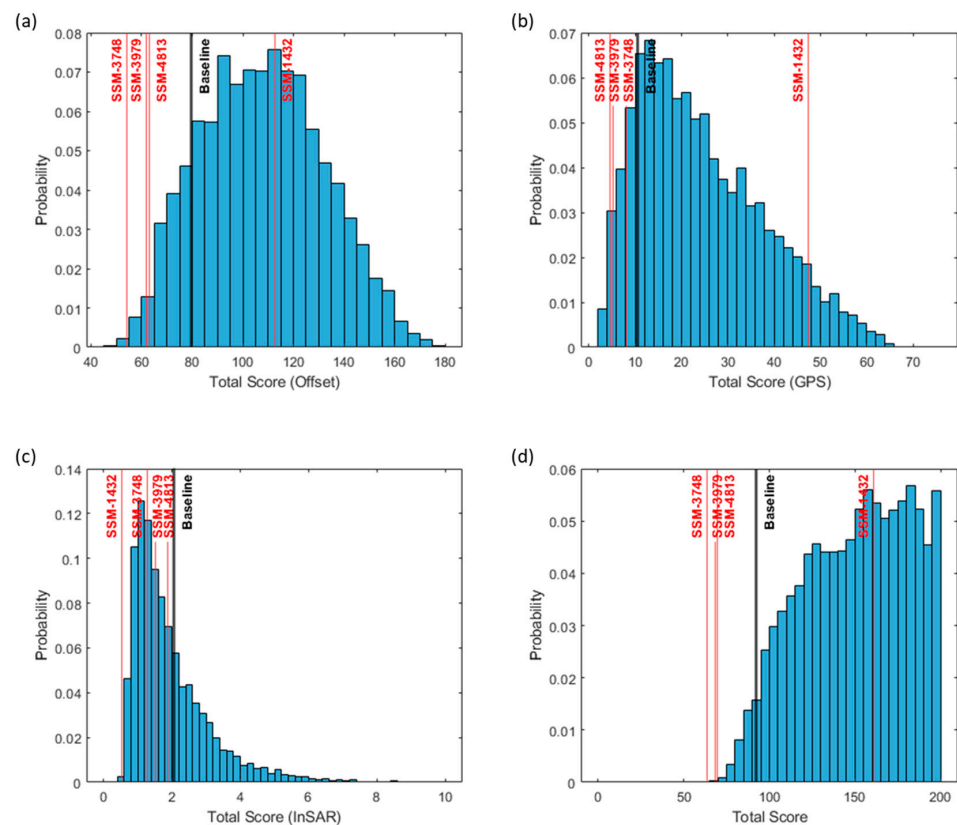 (a)
SSM-3748
SSM-3979
SSM-4813
Baseline
SSM-1432
0.08
0.07
0.06
0.05
0.04
0.03
0.02
0.01
0
Probability
40 60 80 100 120 140 160 180
Total Score (Offset)
(b)
SSM-4813
SSM-3979
SSM-3748
Baseline
SSM-1432
0.07
0.06
0.05
0.04
0.03
0.02
0.01
0
Probability
0 10 20 30 40 50 60 70
Total Score (GPS)
(c)
SSM-1432
SSM-3748
SSM-3979
SSM-4813
Baseline
0.14
0.12
0.1
0.08
0.06
0.04
0.02
0
Probability
0 2 4 6 8 10
Total Score (InSAR)
(d)
SSM-3748
SSM-3979
SSM-4813
Baseline
SSM-1432
0.06
0.05
0.04
0.03
0.02
0.01
0
Probability
0 50 100 150 200
Total Score